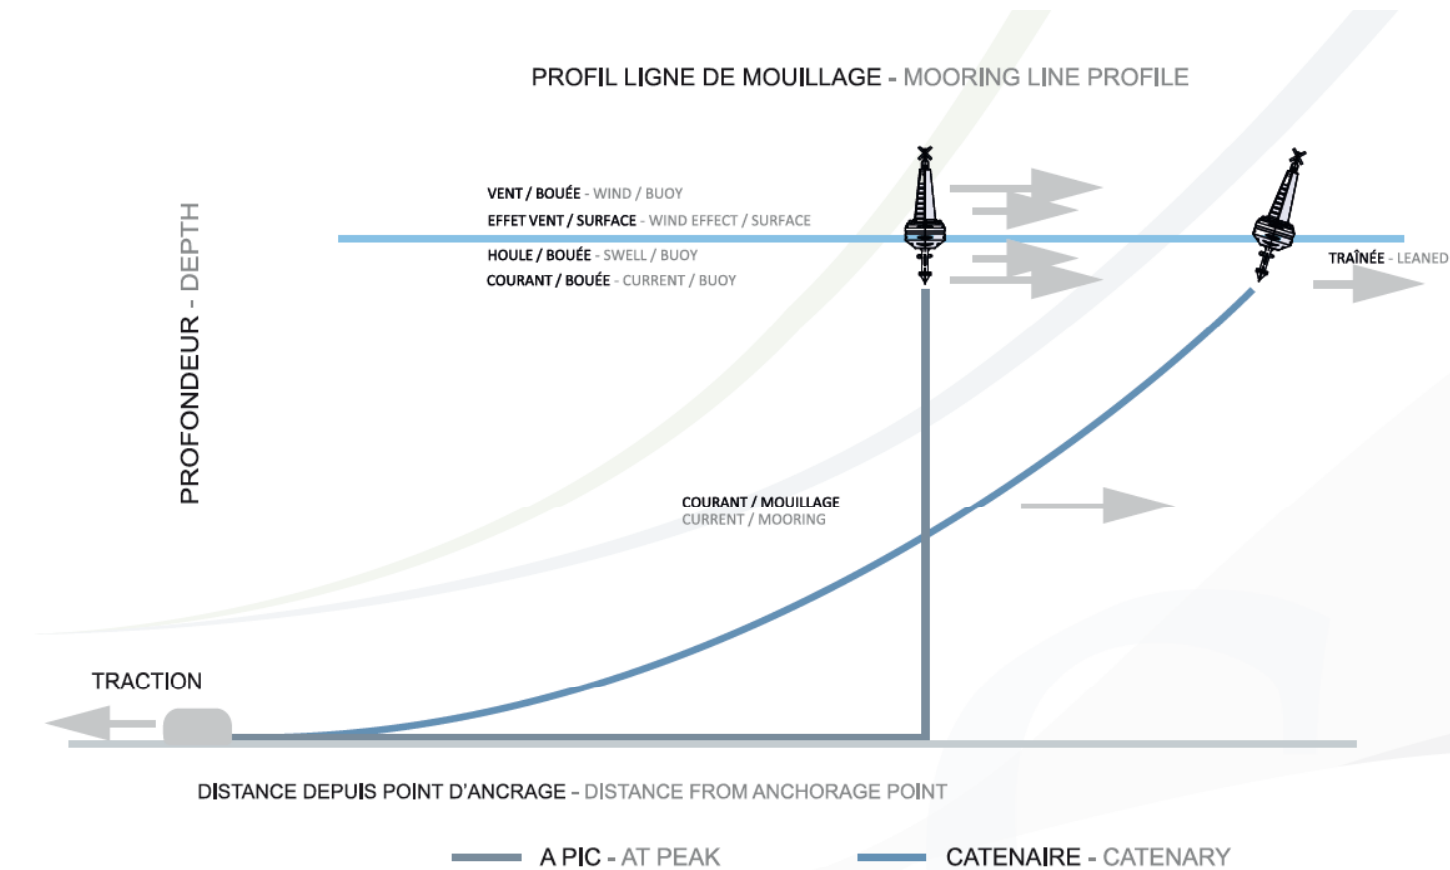 PROFIL LIGNE DE MOUILLAGE - MOORING LINE PROFILE
PROFONDEUR - DEPTH
VENT / BOUÉE - WIND / BUOY
EFFET VENT / SURFACE - WIND EFFECT / SURFACE
HOULE / BOUÉE - SWELL / BUOY
COURANT / BOUÉE - CURRENT / BUOY
TRAÎNÉE - LEANED
COURANT / MOUILLAGE
CURRENT / MOORING
TRACTION
DISTANCE DEPUIS POINT D'ANCRAGE - DISTANCE FROM ANCHORAGE POINT
A PIC - AT PEAK
CATENAIRE - CATENARY